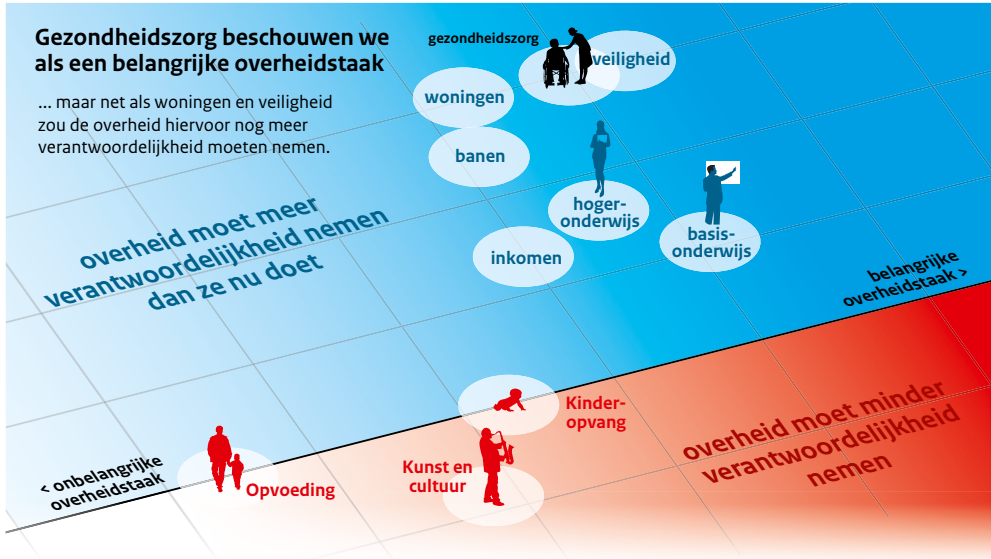 Gezondheidszorg beschouwen we
als een belangrijke overheidstaak
... maar net als woningen en veiligheid
zou de overheid hiervoor nog meer
verantwoordelijkheid moeten nemen.
gezondheidszorg
veiligheid
woningen
banen
hoger-
onderwijs
basis-
onderwijs
inkomen
overheid moet meer
verantwoordelijkheid nemen
dan ze nu doet
belangrijke
overheidstaak >
Kinder-
opvang
overheid moet minder
verantwoordelijkheid
nemen
< onbelangrijke
overheidstaak
Opvoeding
Kunst en
cultuur